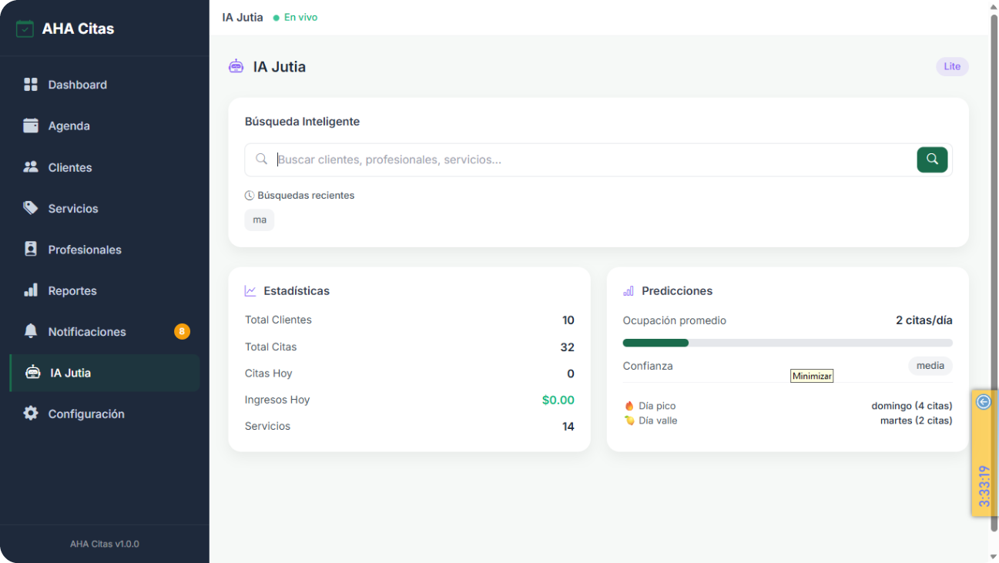 AHA Citas
Dashboard
Agenda
Clientes
Servicios
Profesionales
Reportes
Notificaciones 8
IA Jutia
Configuración
AHA Citas v1.0.0
IA Jutia En vivo
IA Jutia Lite
Búsqueda Inteligente
Buscar clientes, profesionales, servicios...
Búsquedas recientes
ma
Estadísticas
Total Clientes 10
Total Citas 32
Citas Hoy 0
Ingresos Hoy $0.00
Servicios 14
Predicciones
Ocupación promedio 2 citas/día
Confianza media
Minimizar
Día pico domingo (4 citas)
Día valle martes (2 citas)
3:33:19